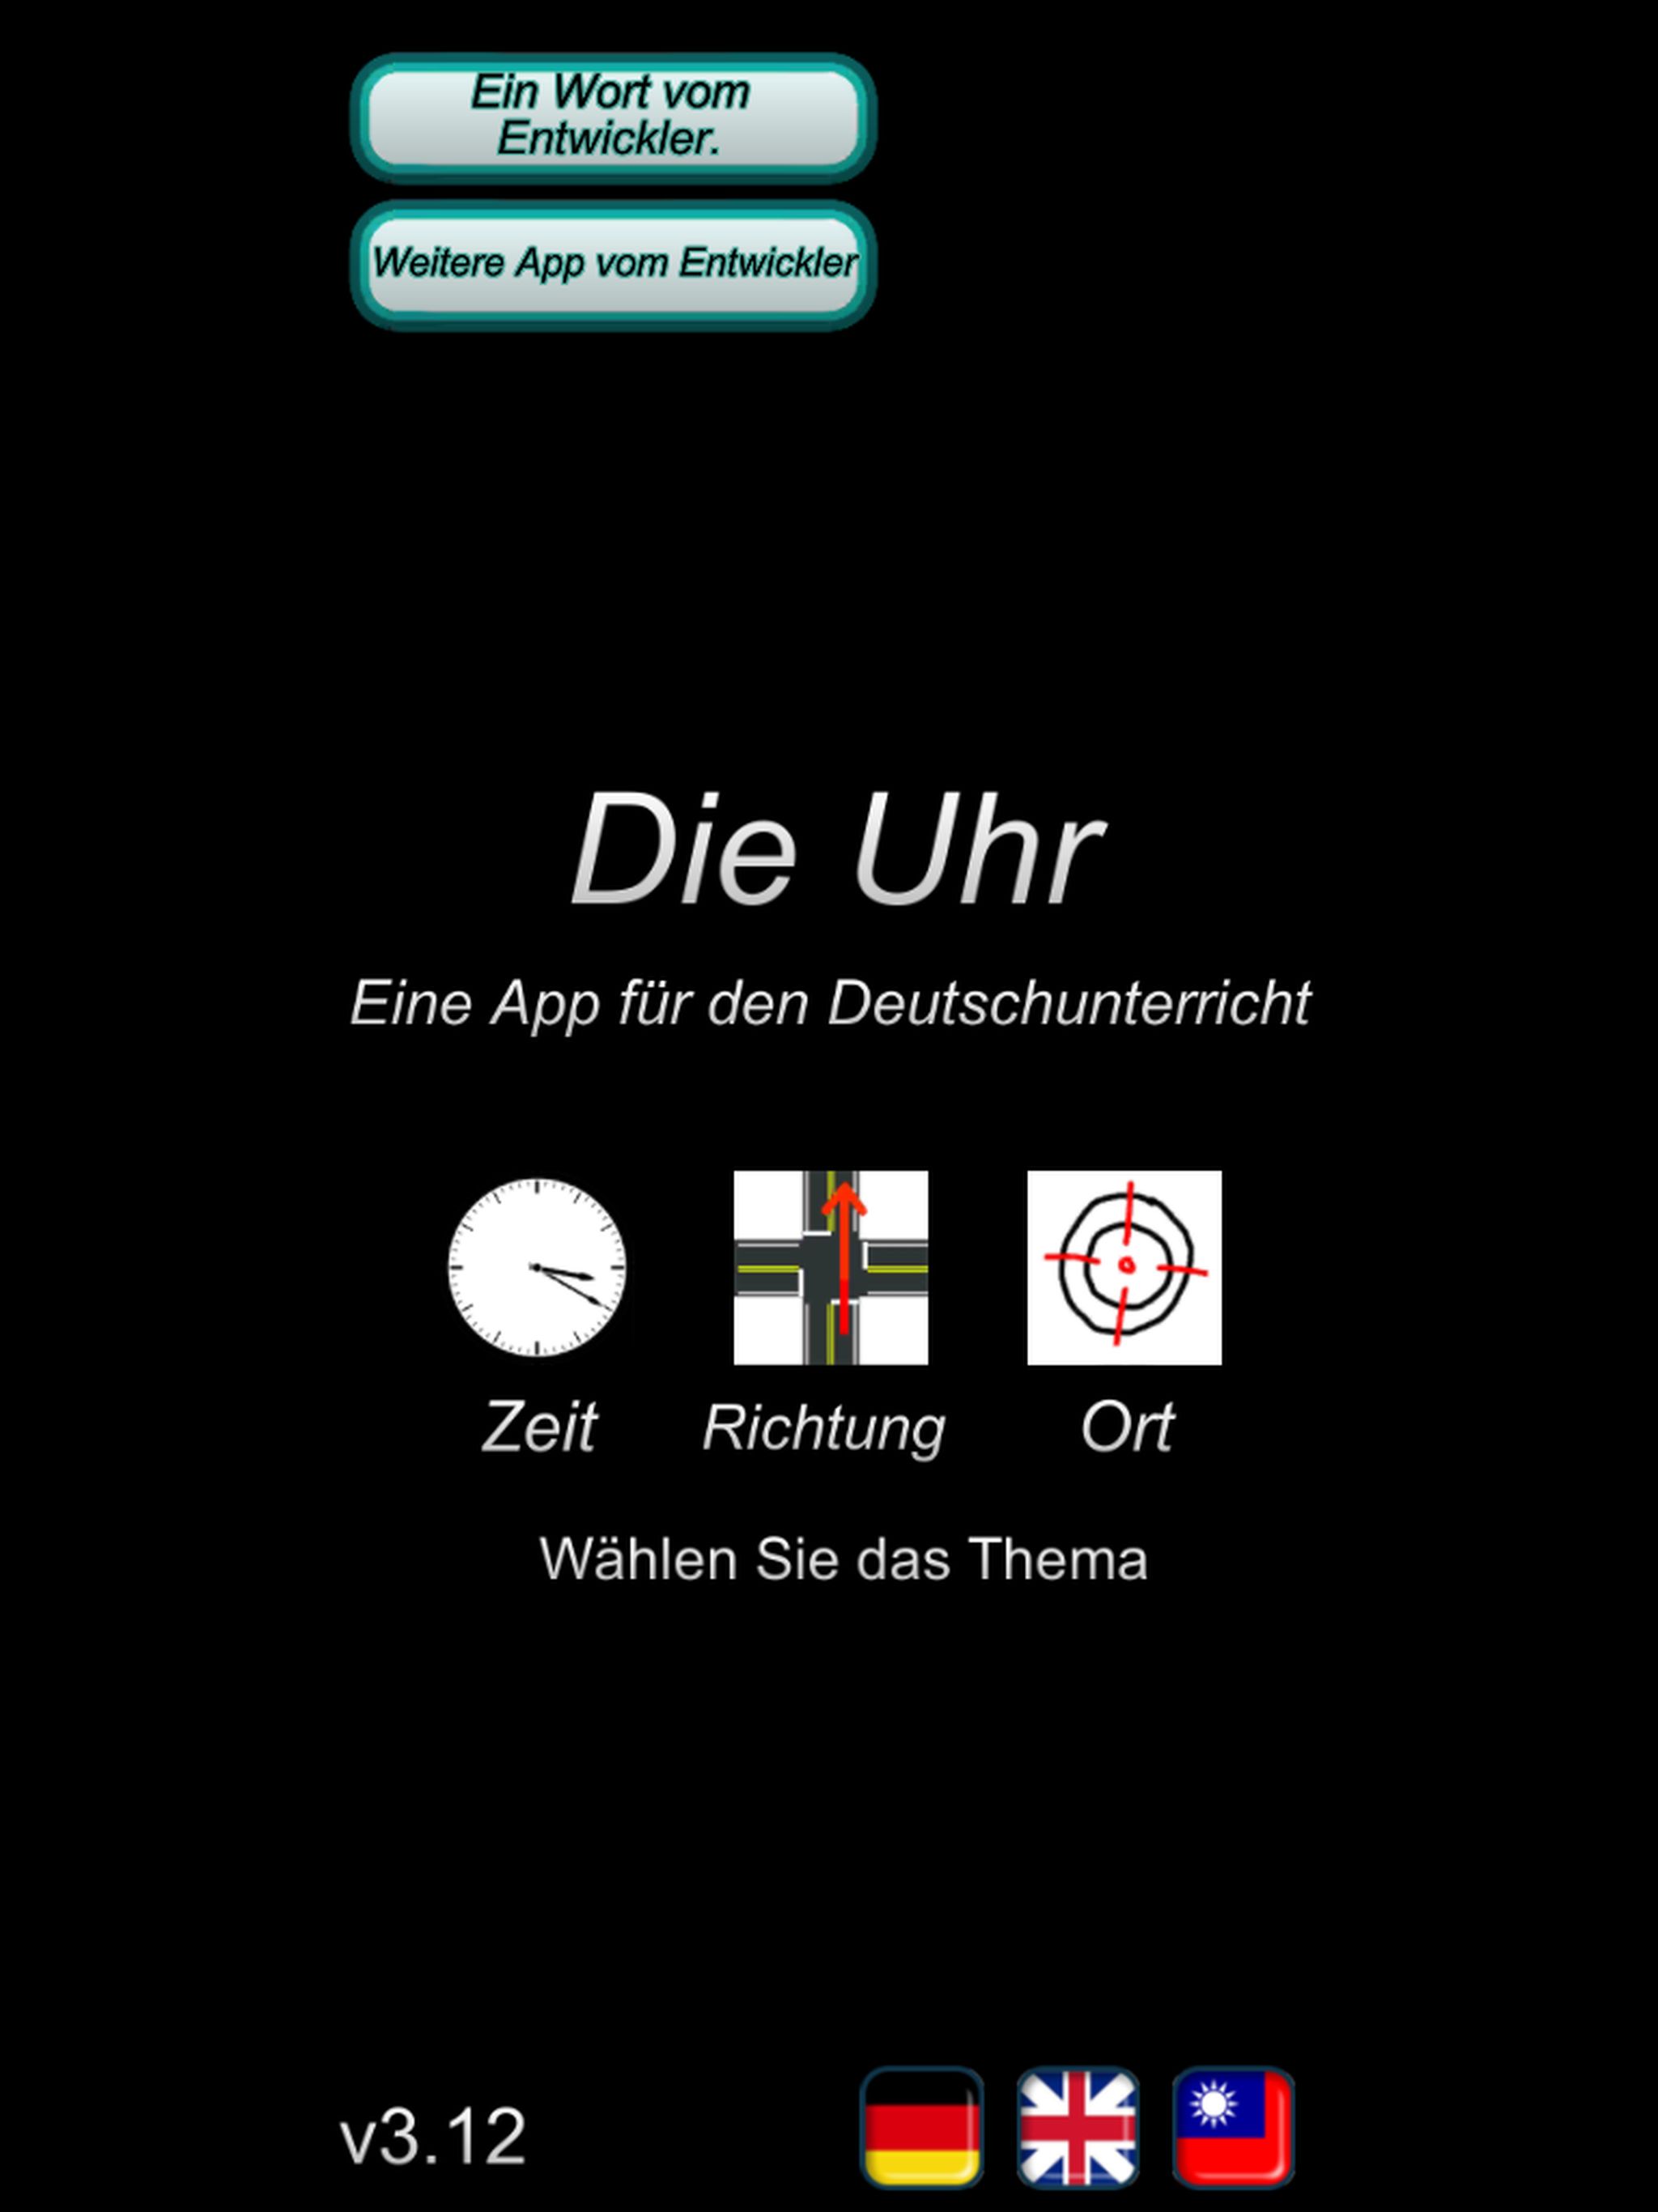 Ein Wort vom
Entwickler.
Weitere App vom Entwickler
Die Uhr
Eine App für den Deutschunterricht
Zeit
Richtung
Ort
Wählen Sie das Thema
v3.12